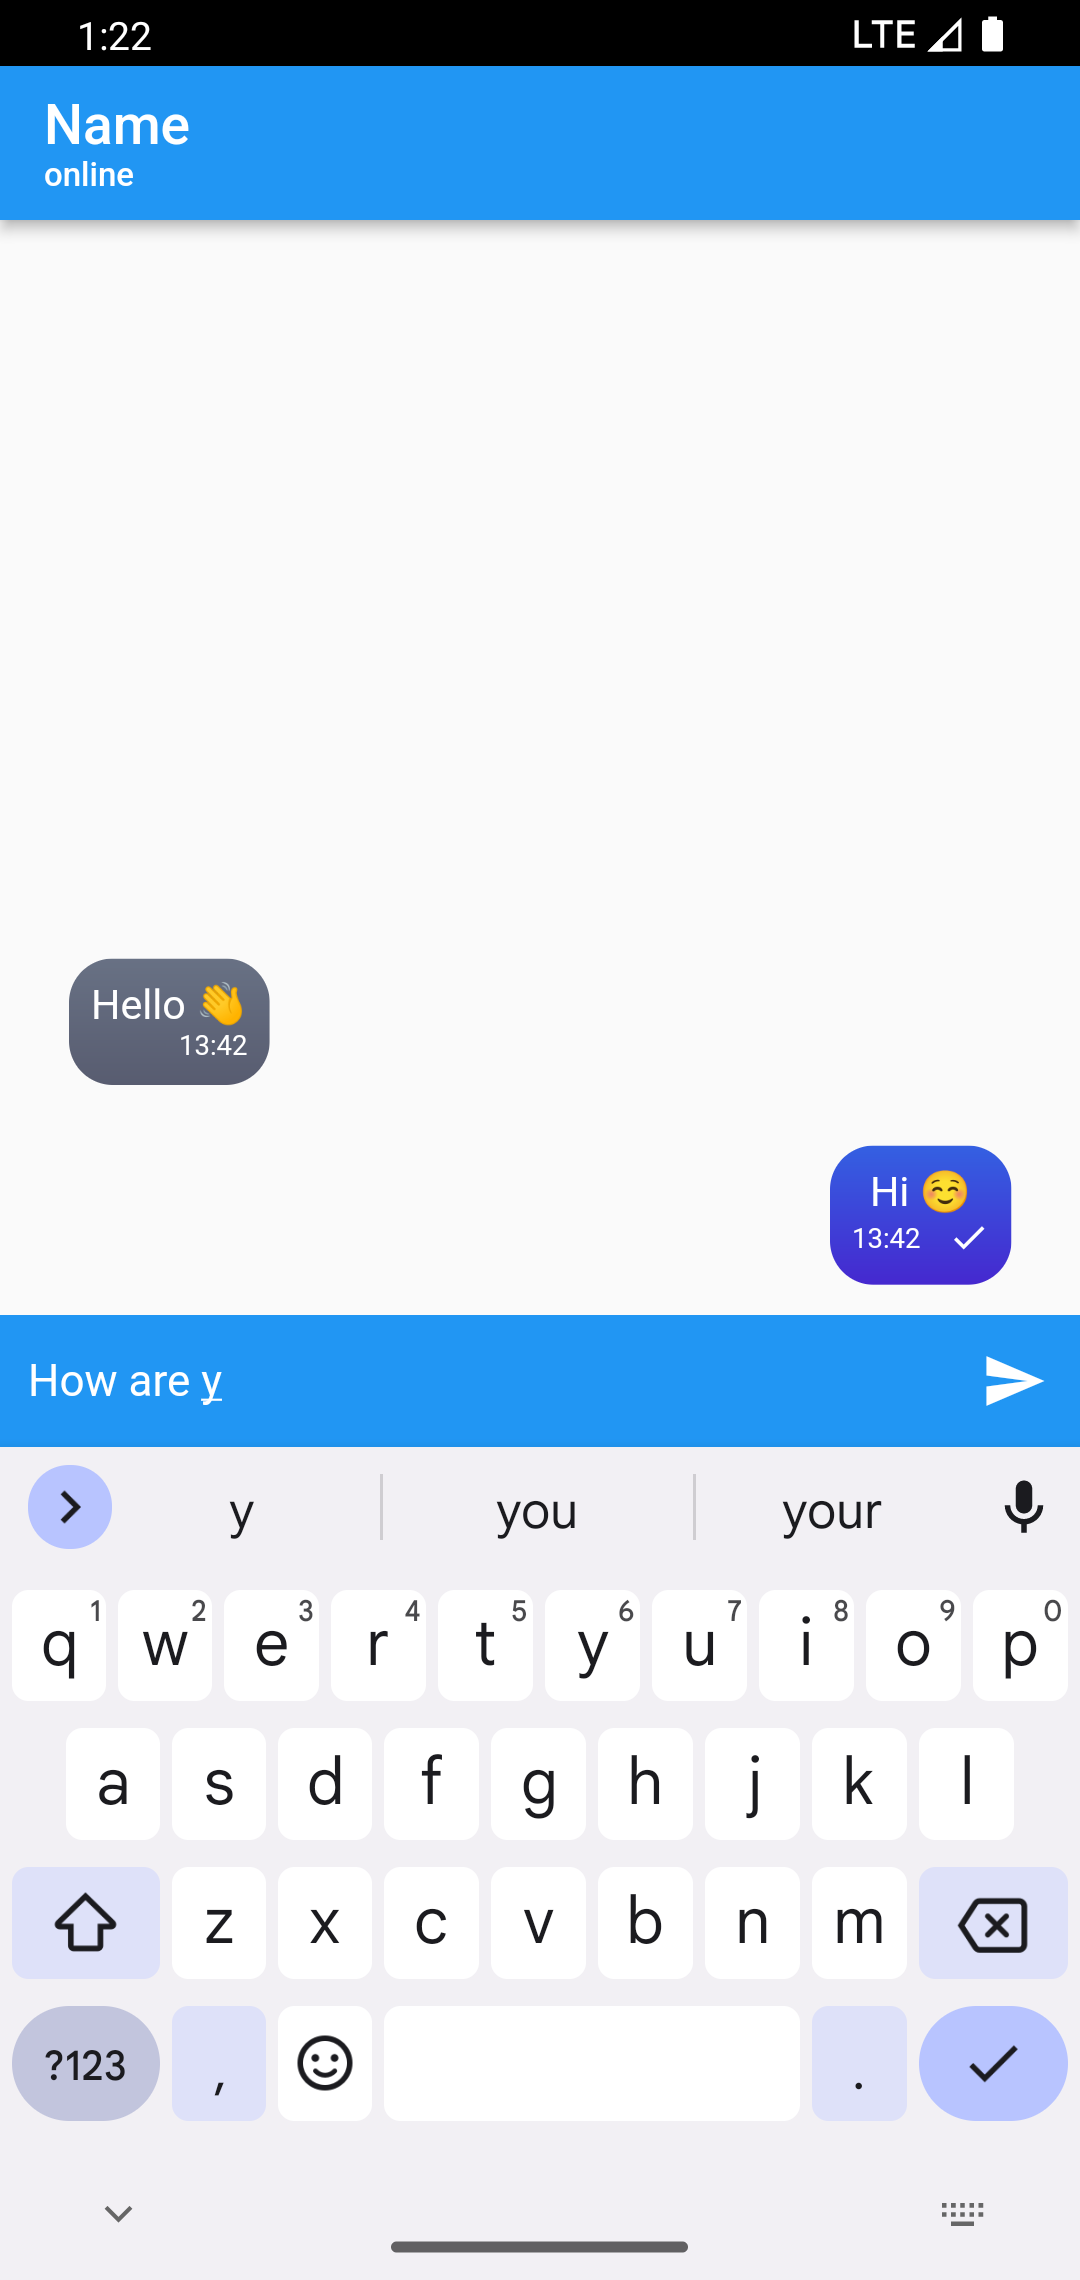 1:22 LTE
Name
online
Hello 👋
13:42
Hi ☺️
13:42
How are y
y you your
q 1 w 2 e 3 r 4 t 5 y 6 u 7 i 8 o 9 p 0
a s d f g h j k l
z x c v b n m
?123 , .